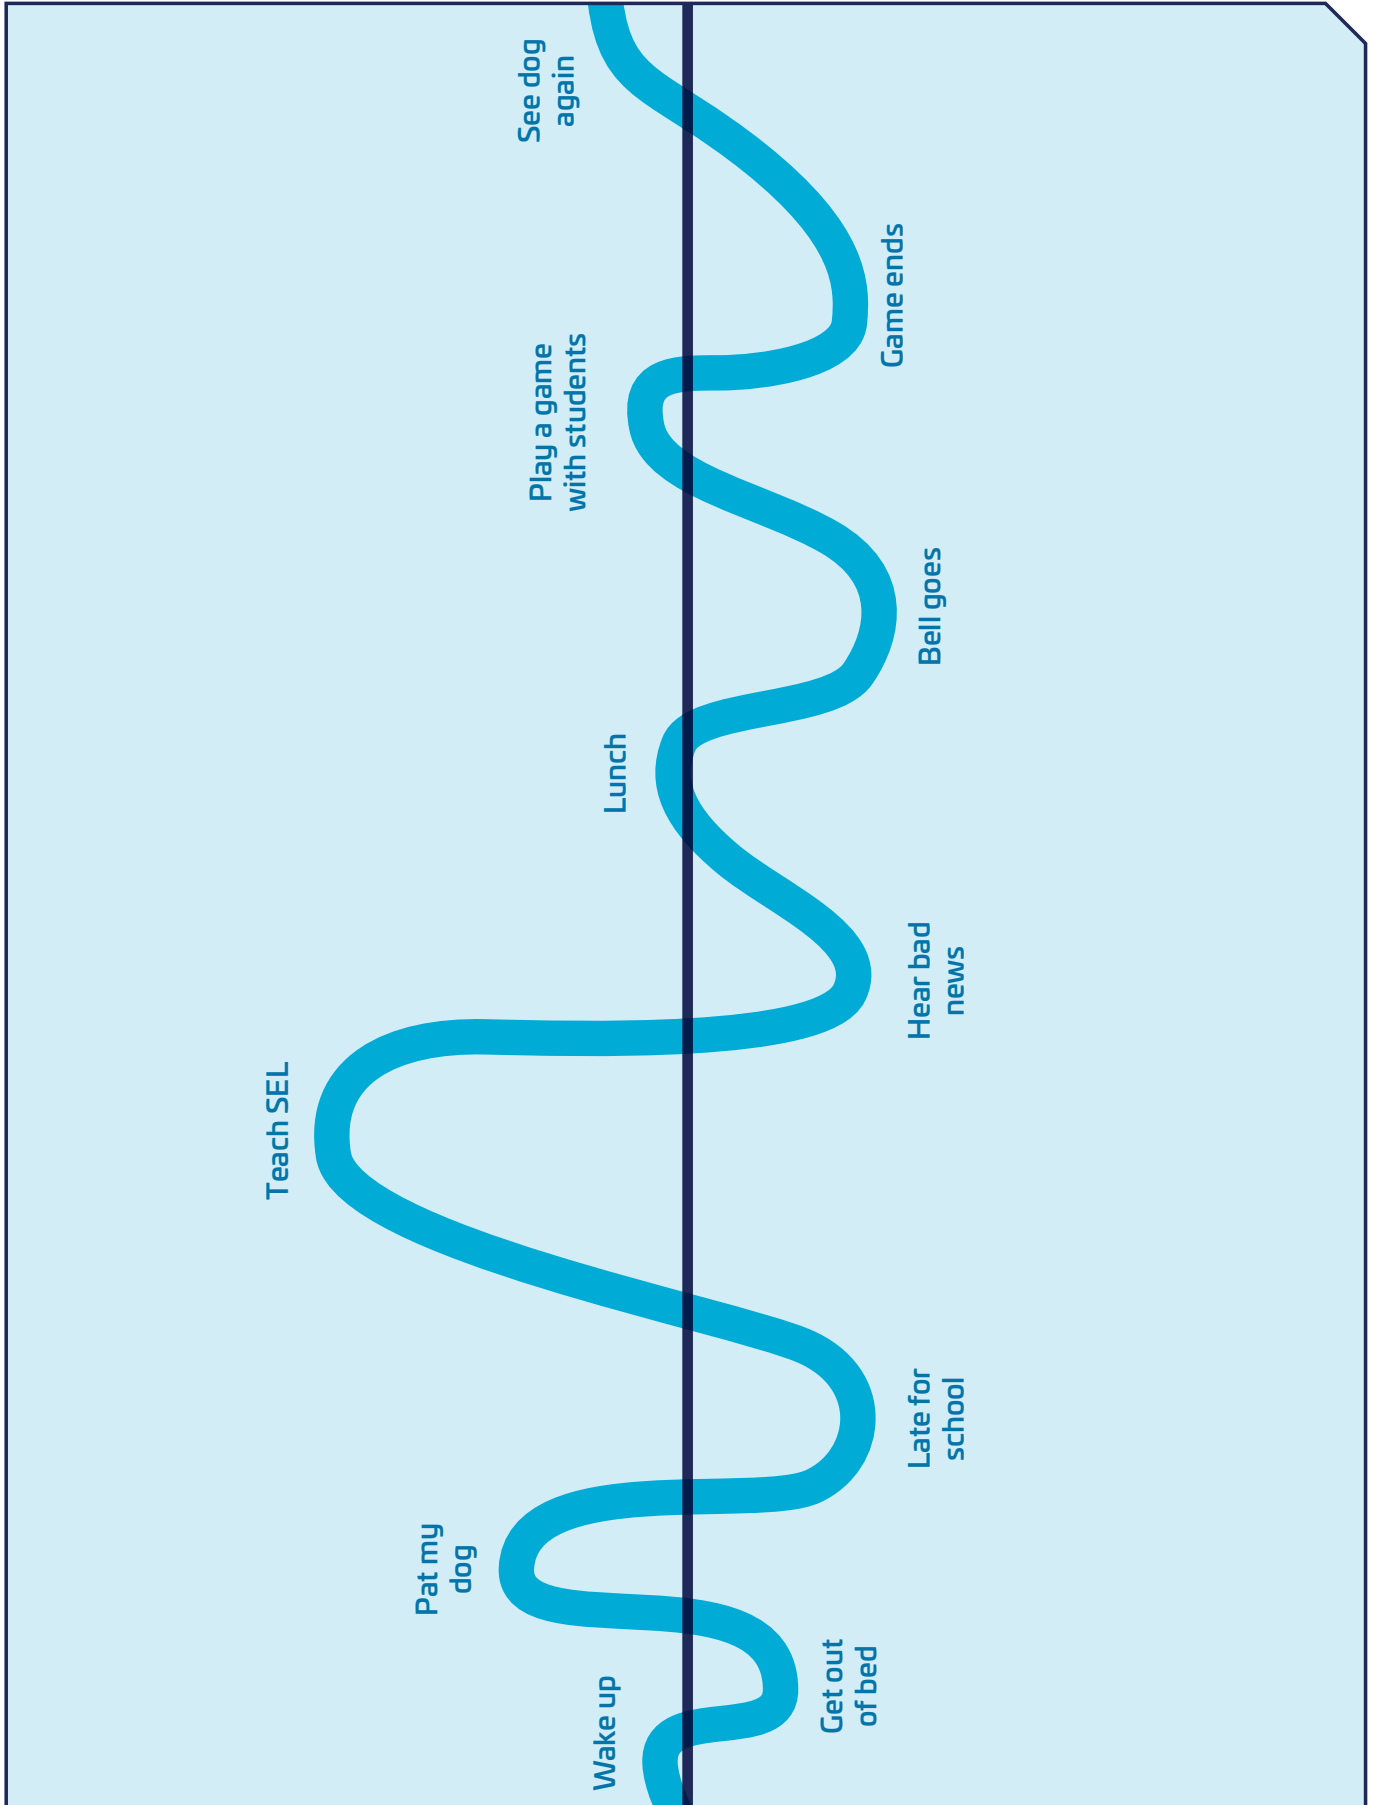 Wake up
Get out
of bed
Pat my
dog
Late for
school
Teach SEL
Hear bad
news
Lunch
Bell goes
Play a game
with students
Game ends
See dog
again